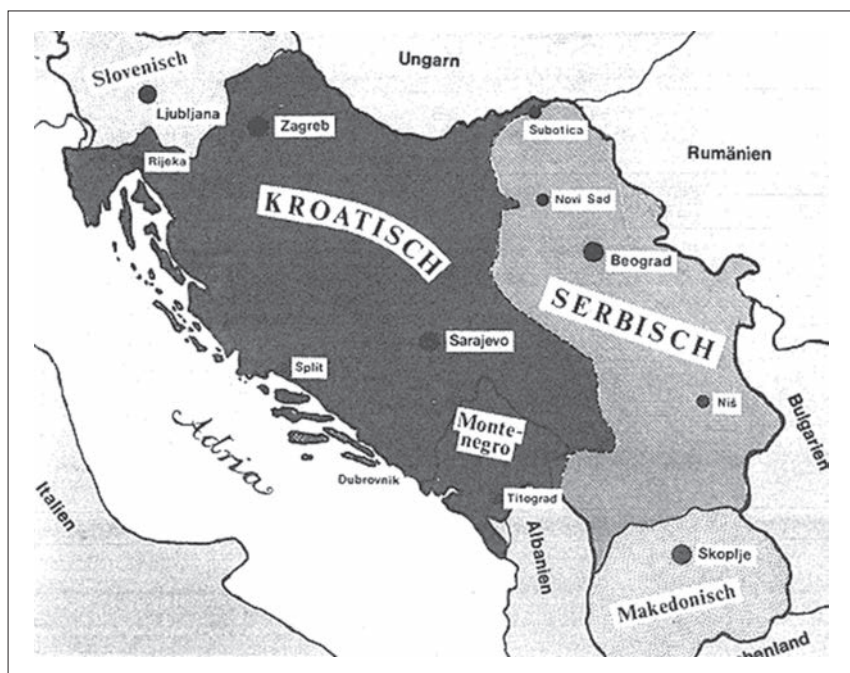 Ungarn
Slovenisch
Ljubljana
Zagreb
Subotica
Rumänien
Rijeka
Novi Sad
KROATISCH
Beograd
SERBISCH
Sarajevo
Split
Niš
Monte-
negro
Bulgarien
Adria
Dubrovnik
Titograd
Italien
Albanien
Skoplje
Makedonisch
chenland